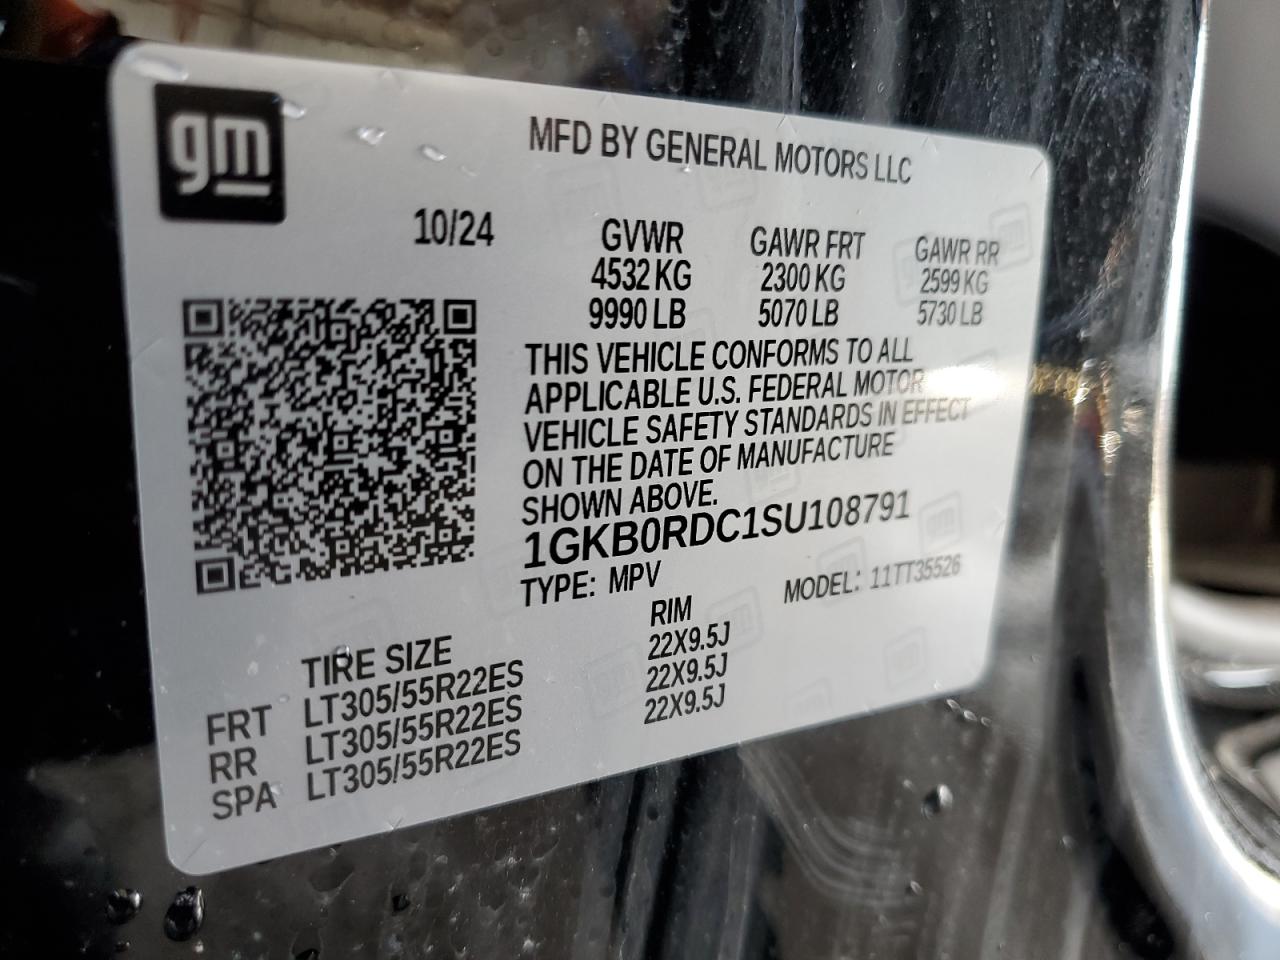 gm
MFD BY GENERAL MOTORS LLC
10/24
GVWR GAWR FRT GAWR RR
4532 KG 2300 KG 2599 KG
9990 LB 5070 LB 5730 LB
THIS VEHICLE CONFORMS TO ALL
APPLICABLE U.S. FEDERAL MOTOR
VEHICLE SAFETY STANDARDS IN EFFECT
ON THE DATE OF MANUFACTURE
SHOWN ABOVE.
1GKB0RDC1SU108791
TYPE: MPV MODEL: 11TT35526
TIRE SIZE RIM
FRT LT305/55R22ES 22X9.5J
RR LT305/55R22ES 22X9.5J
SPA LT305/55R22ES 22X9.5J